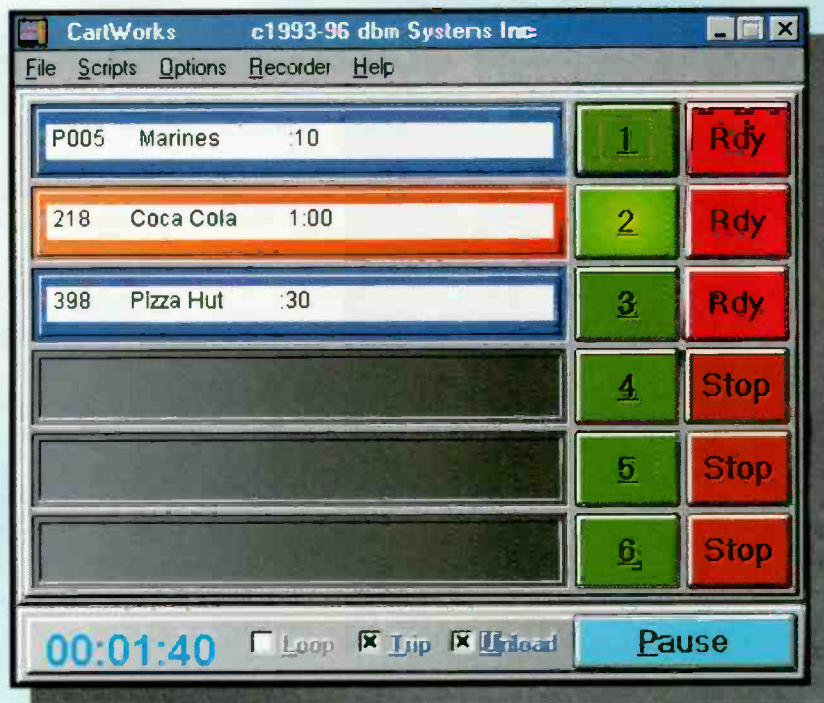 CartWorks c1993-96 dbm Systems Inc
File Scripts Options Recorder Help
P005 Marines :10 1 Rdy
218 Coca Cola 1:00 2 Rdy
398 Pizza Hut :30 3 Rdy
4 Stop
5 Stop
6 Stop
00:01:40 Loop Trip Unload Pause